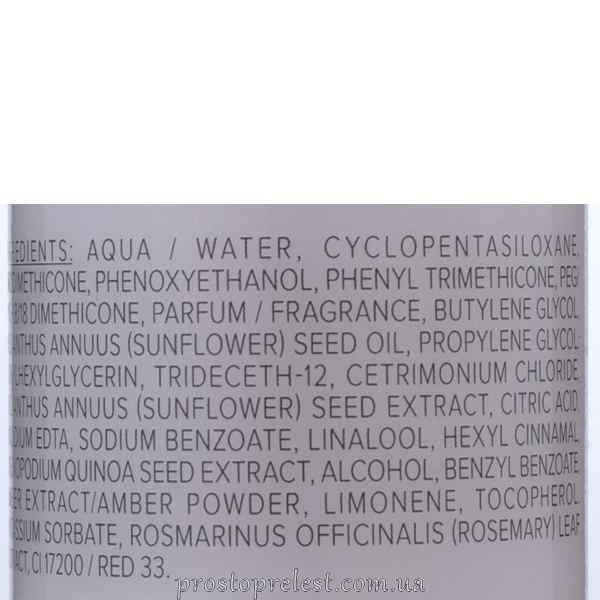 REDIENTS: AQUA / WATER, CYCLOPENTASILOXANE,
DIMETHICONE, PHENOXYETHANOL, PHENYL TRIMETHICONE, PEG/
18 DIMETHICONE, PARFUM / FRAGRANCE, BUTYLENE GLYCOL,
ANTHUS ANNUUS (SUNFLOWER) SEED OIL, PROPYLENE GLYCOL,
LHEXYLGLYCERIN, TRIDECETH-12, CETRIMONIUM CHLORIDE
ANTHUS ANNUUS (SUNFLOWER) SEED EXTRACT, CITRIC ACID,
DIUM EDTA, SODIUM BENZOATE, LINALOOL, HEXYL CINNAMAL,
OPODIUM QUINOA SEED EXTRACT, ALCOHOL, BENZYL BENZOATE,
BER EXTRACT/AMBER POWDER, LIMONENE, TOCOPHEROL
SSIUM SORBATE, ROSMARINUS OFFICINALIS (ROSEMARY) LEAF
ACT, CI 17200 / RED 33.
prostoprelest.com.ua